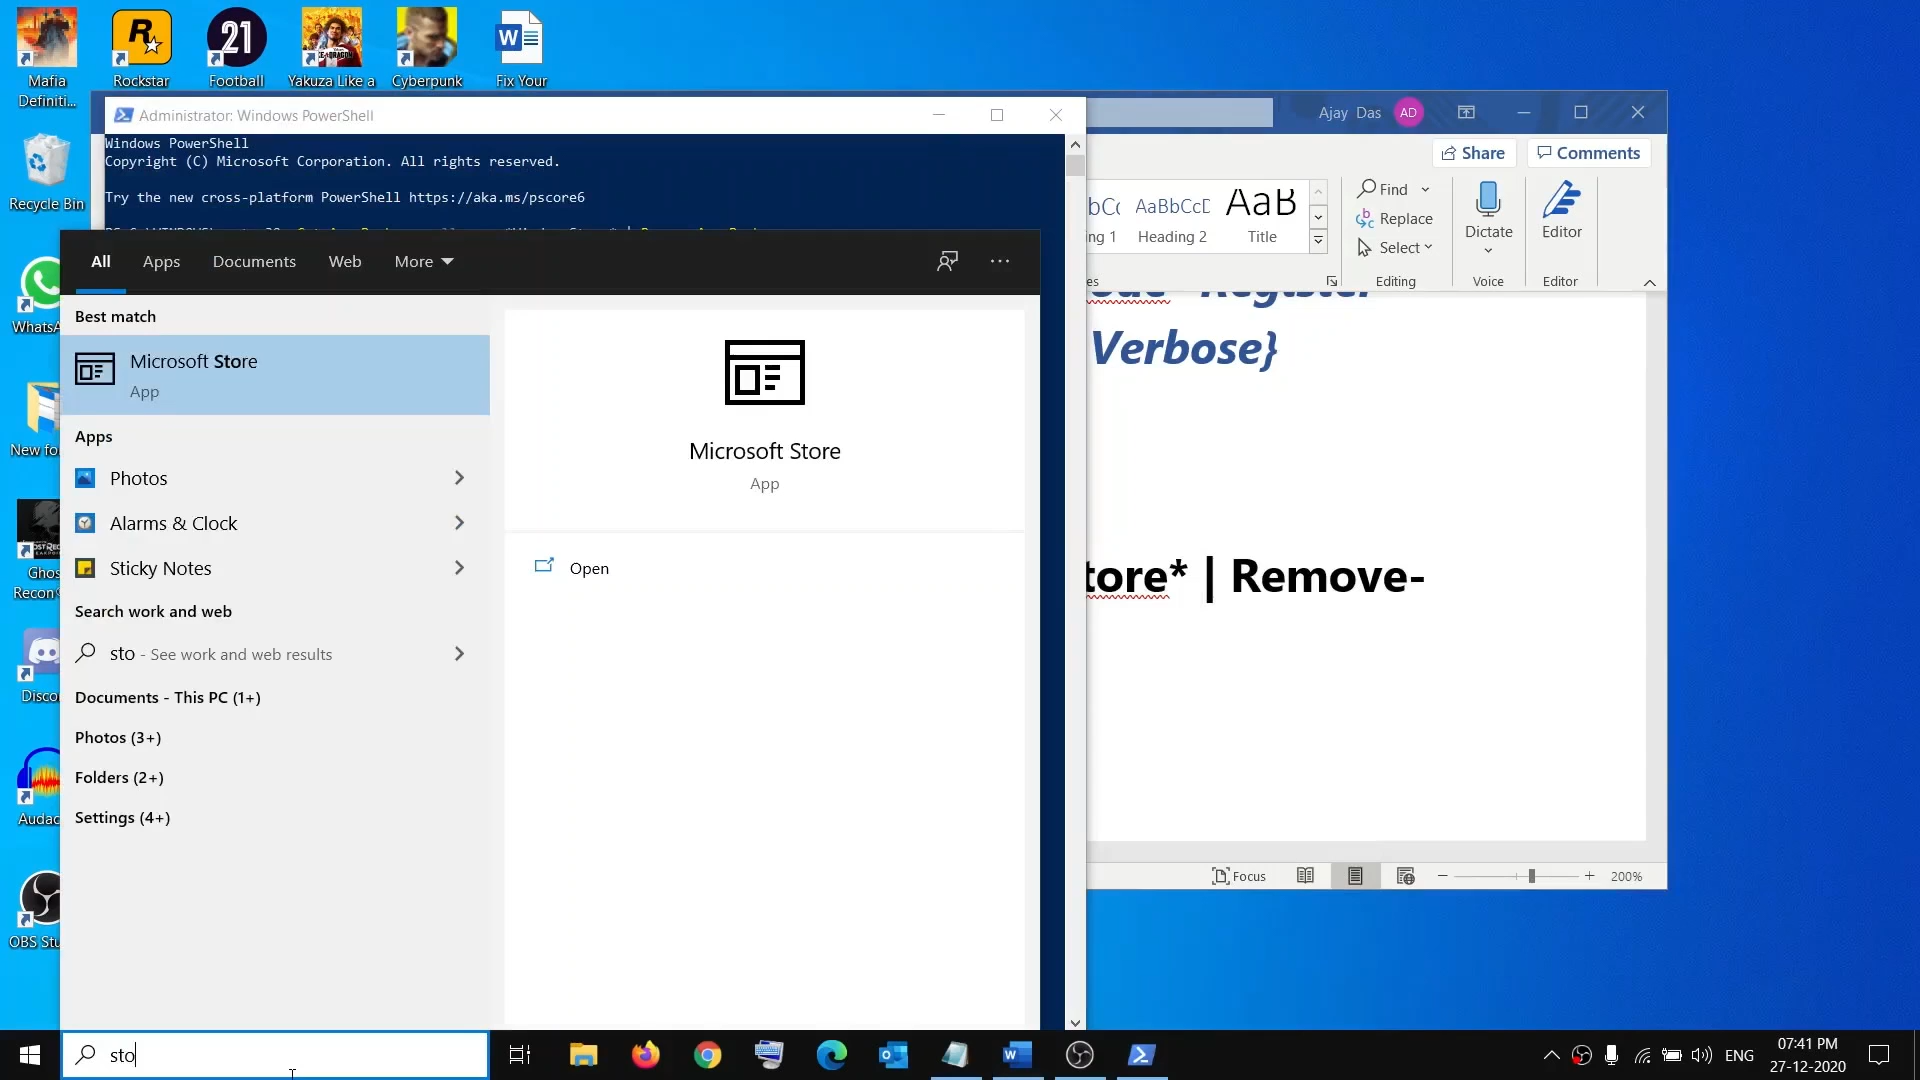 Mafia
Definiti...
Rockstar
21
Football
Yakuza Like a
Cyberpunk
Fix Your
Recycle Bin
WhatsA
New fo
Ghos
Recon
Disco
Audac
OBS Stu
Administrator: Windows PowerShell
Windows PowerShell
Copyright (C) Microsoft Corporation. All rights reserved.
Try the new cross-platform PowerShell https://aka.ms/pscore6
Ajay Das
AD
Share
Comments
AaBbCcD
AaB
ing 1
Heading 2
Title
Find
Replace
Select
Editing
Dictate
Voice
Editor
Editor
es
Verbose}
tore* | Remove-
Focus
200%
All
Apps
Documents
Web
More
Best match
Microsoft Store
App
Apps
Photos
Alarms & Clock
Sticky Notes
Search work and web
sto - See work and web results
Documents - This PC (1+)
Photos (3+)
Folders (2+)
Settings (4+)
Microsoft Store
App
Open
sto
ENG
07:41 PM
27-12-2020